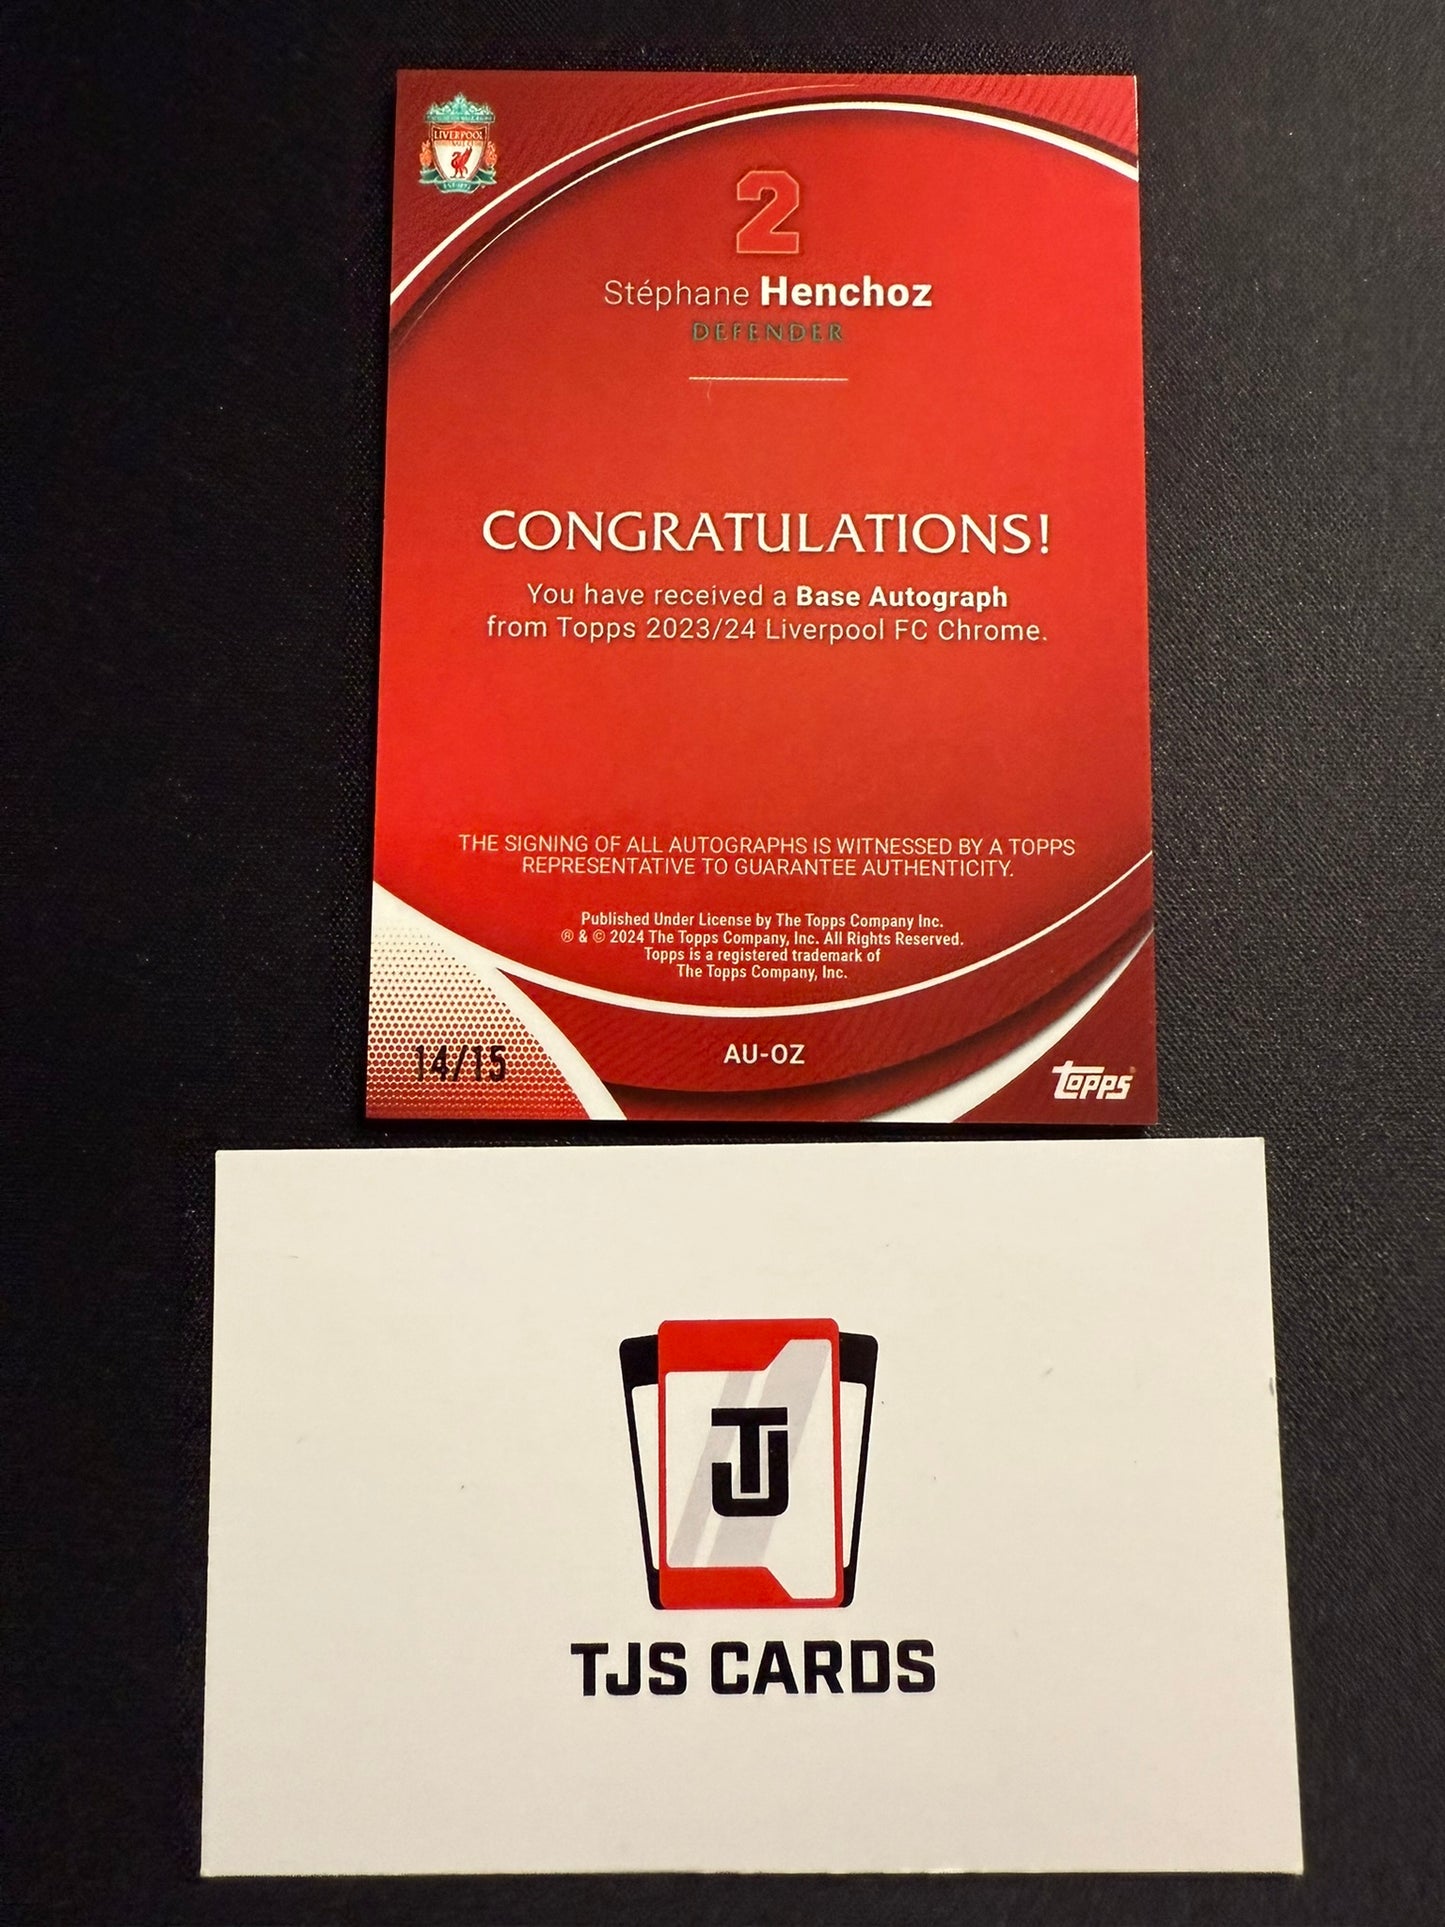 LIVERPOOL
2
Stéphane Henchoz
DEFENDER
CONGRATULATIONS!
You have received a Base Autograph
from Topps 2023/24 Liverpool FC Chrome.
THE SIGNING OF ALL AUTOGRAPHS IS WITNESSED BY A TOPPS
REPRESENTATIVE TO GUARANTEE AUTHENTICITY.
Published Under License by The Topps Company Inc.
® & © 2024 The Topps Company, Inc. All Rights Reserved.
Topps is a registered trademark of
The Topps Company, Inc.
14/15
AU-OZ
topps®
TJ
TJS CARDS